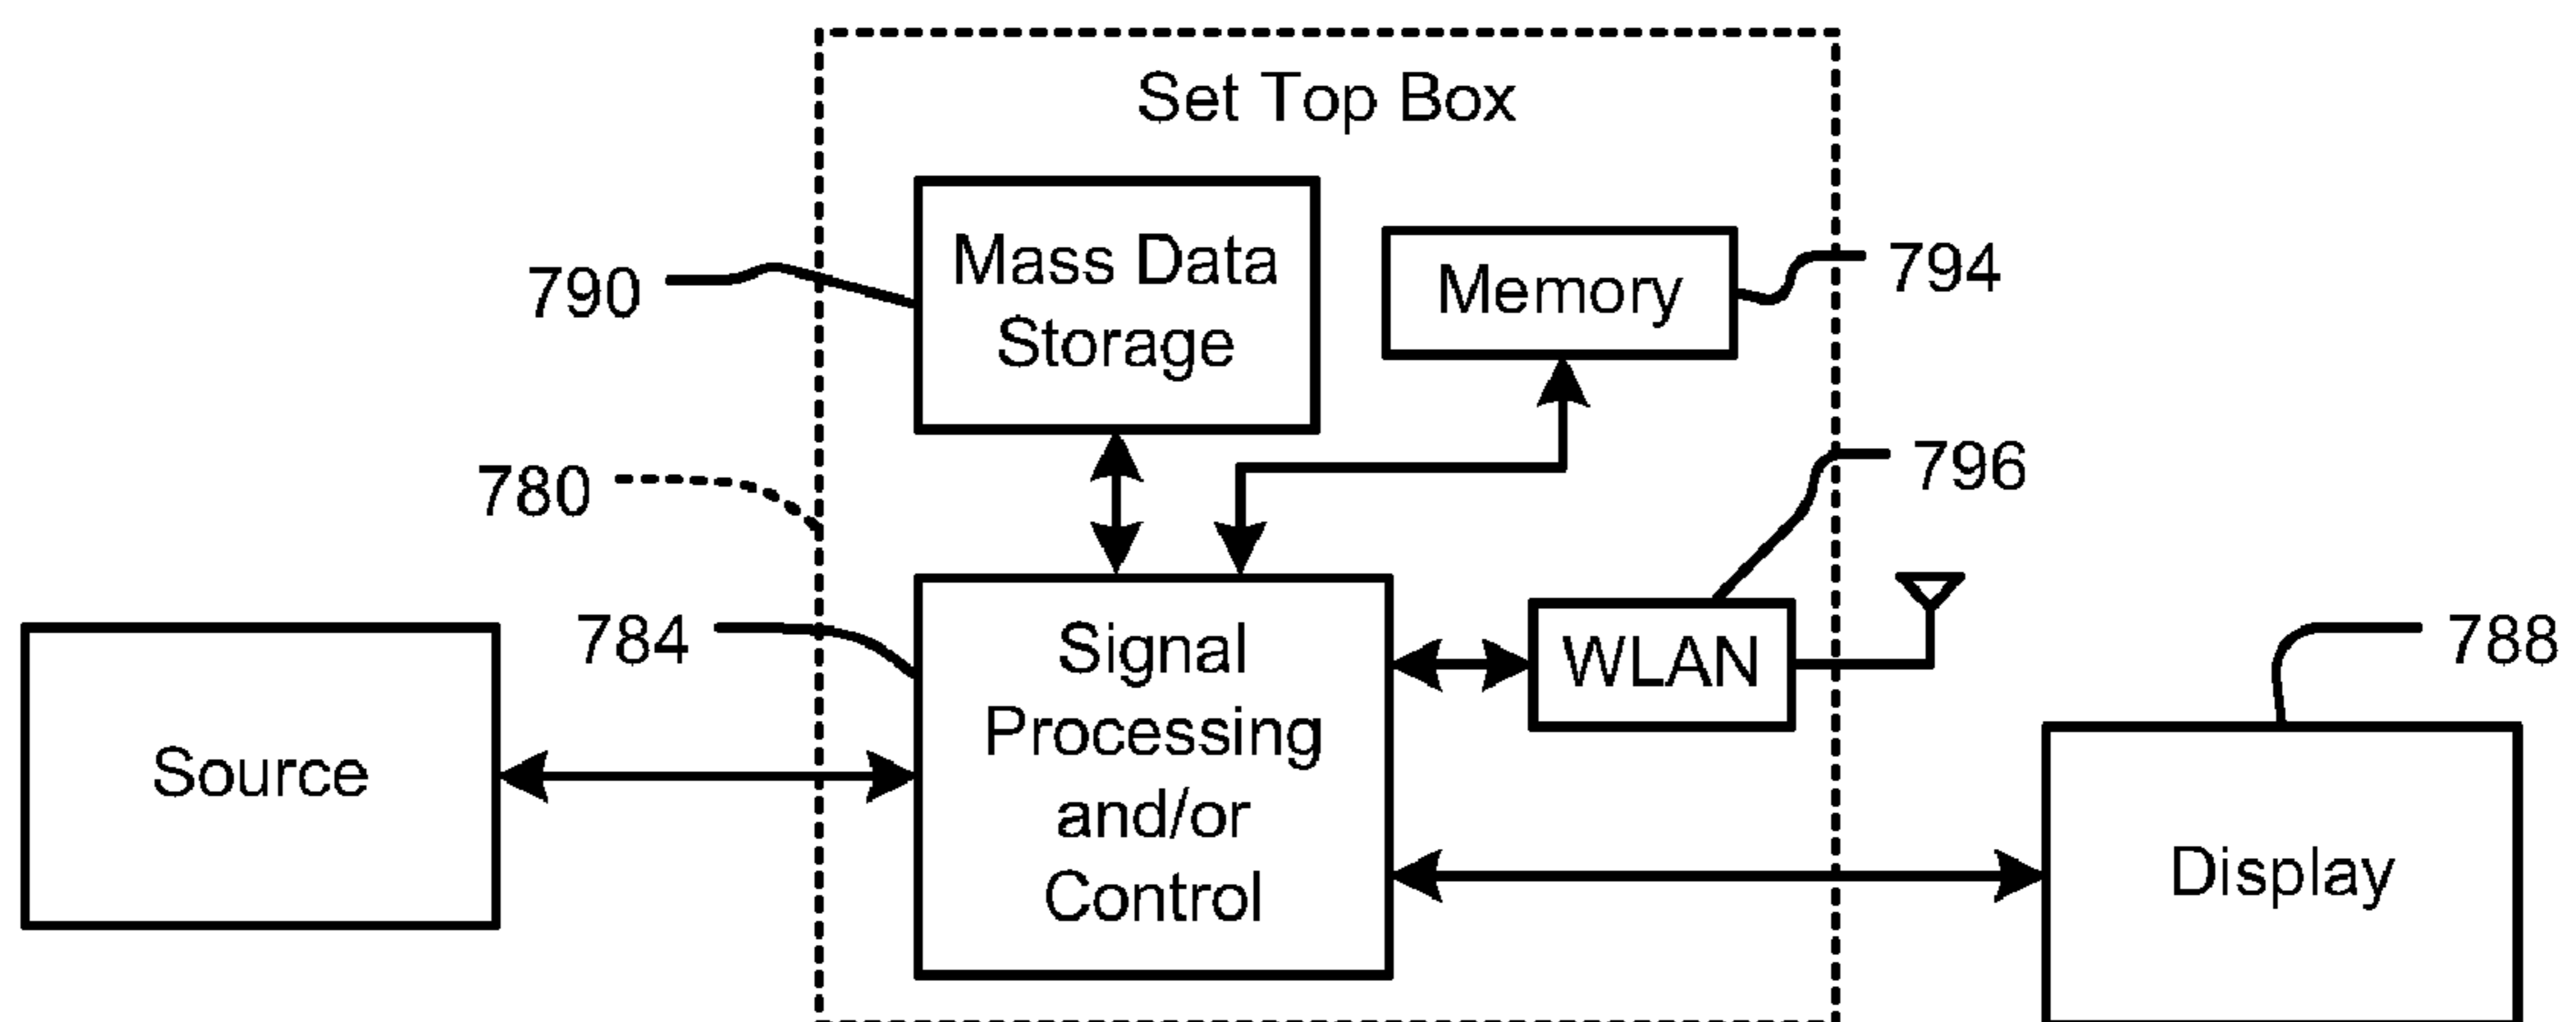 Set Top Box
Mass Data
Storage
Memory
790
794
780
796
784
Signal
Processing
and/or
Control
WLAN
788
Source
Display